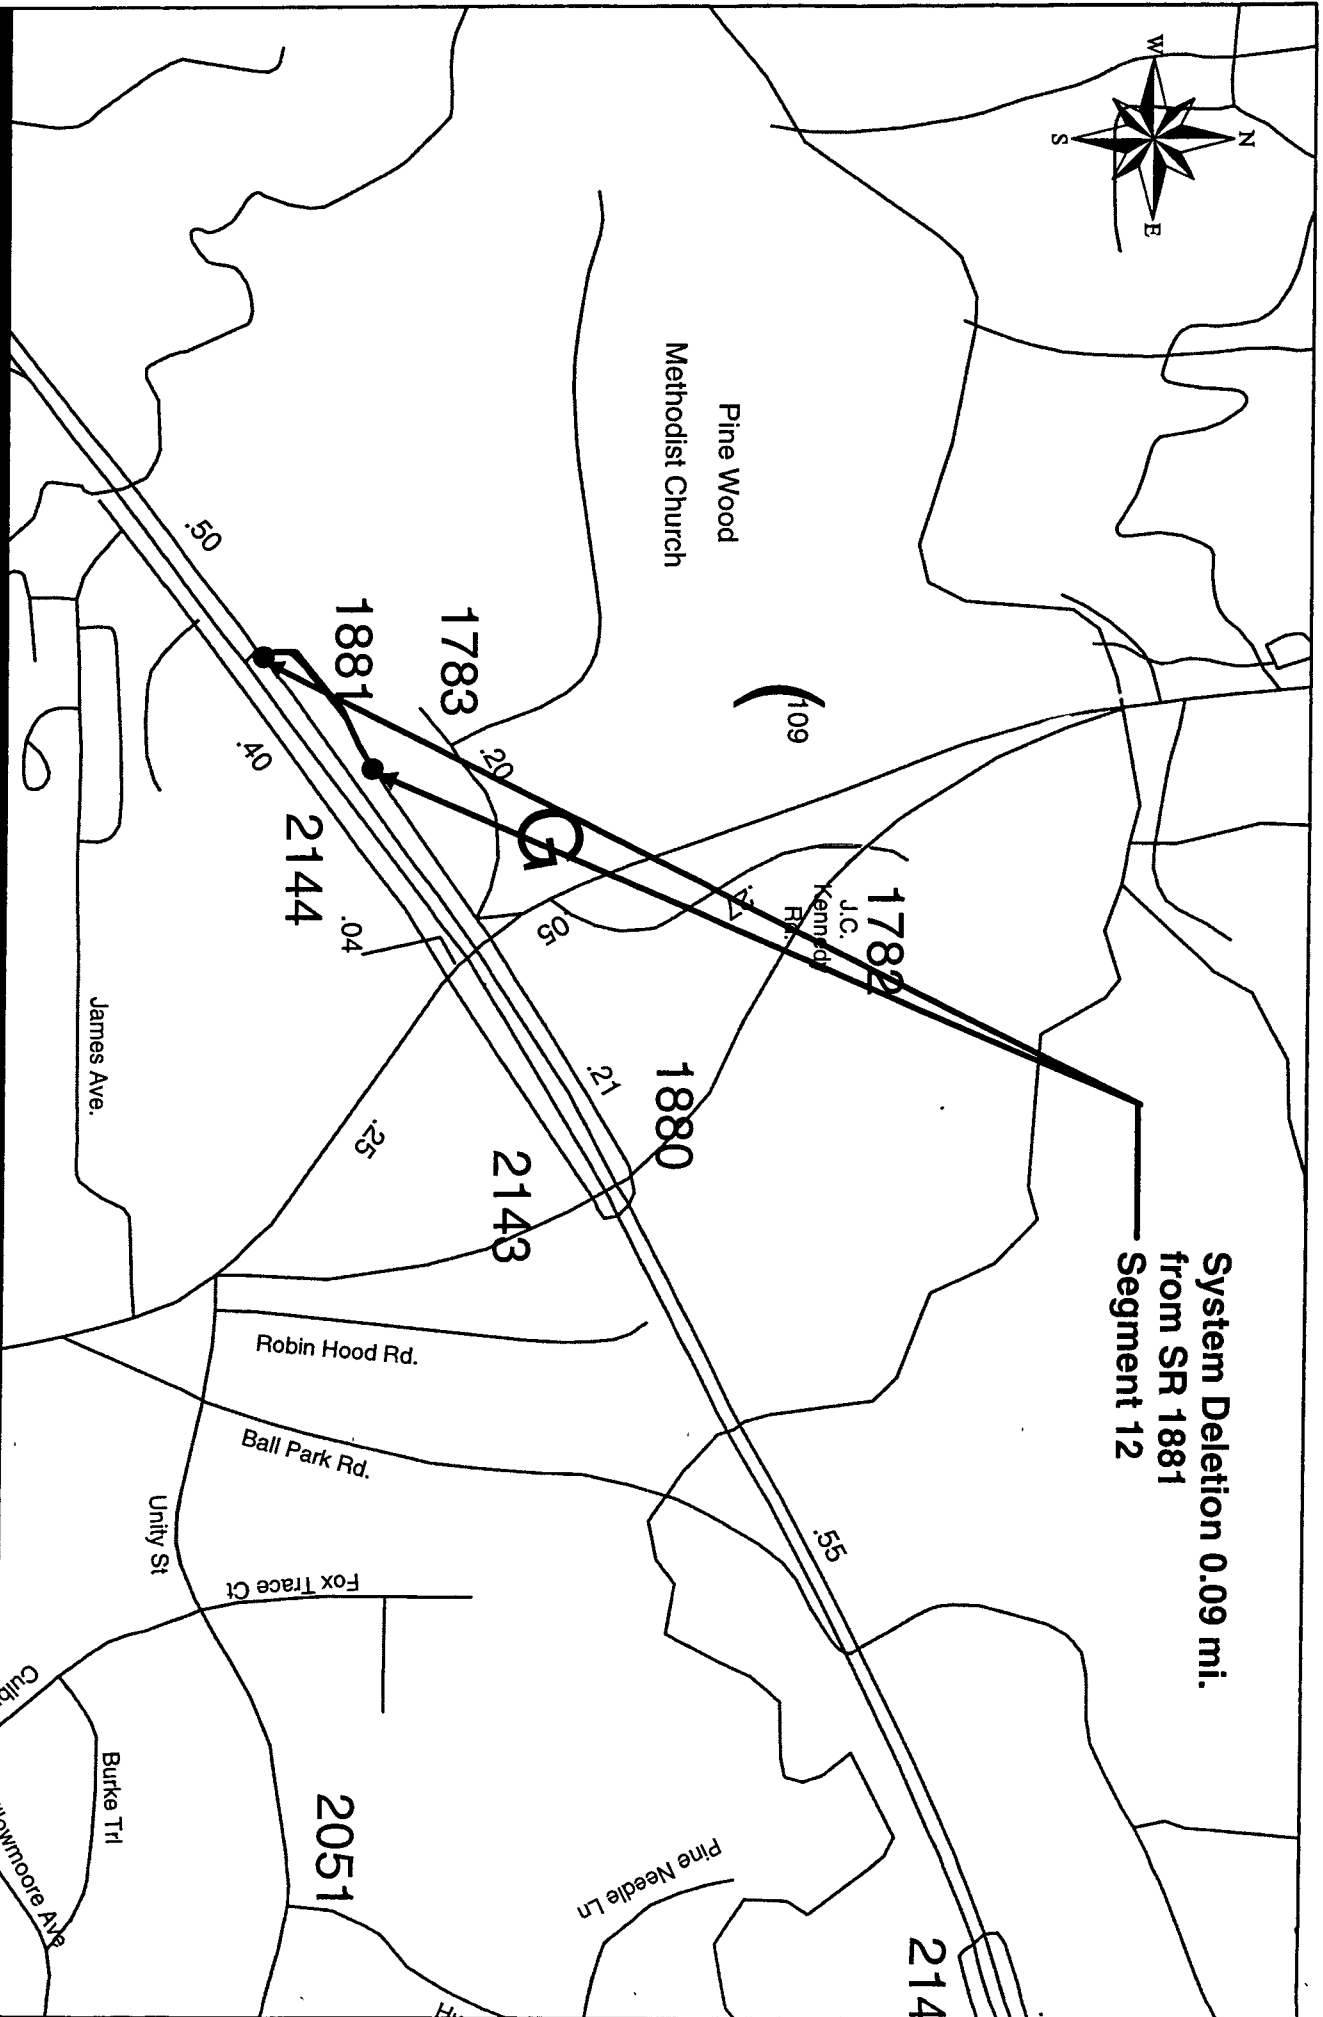 W
N
S
E
Pine Wood
Methodist Church
109
System Deletion 0.09 mi.
from SR 1881
Segment 12
1782
J.C.
Kennedy
Rd.
.27
1783
.20
1881
.50
.40
2144
.04
.05
G
1880
.21
2143
.25
James Ave.
Robin Hood Rd.
Ball Park Rd.
Unity St
Fox Trace Ct
.55
Burke Trl
2051
Pine Needle Ln
214